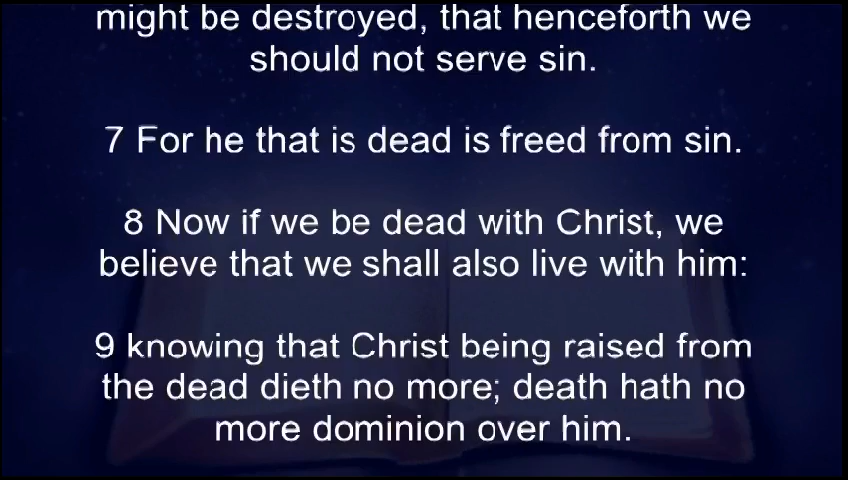 might be destroyed, that henceforth we
should not serve sin.
7 For he that is dead is freed from sin.
8 Now if we be dead with Christ, we
believe that we shall also live with him:
9 knowing that Christ being raised from
the dead dieth no more; death hath no
more dominion over him.